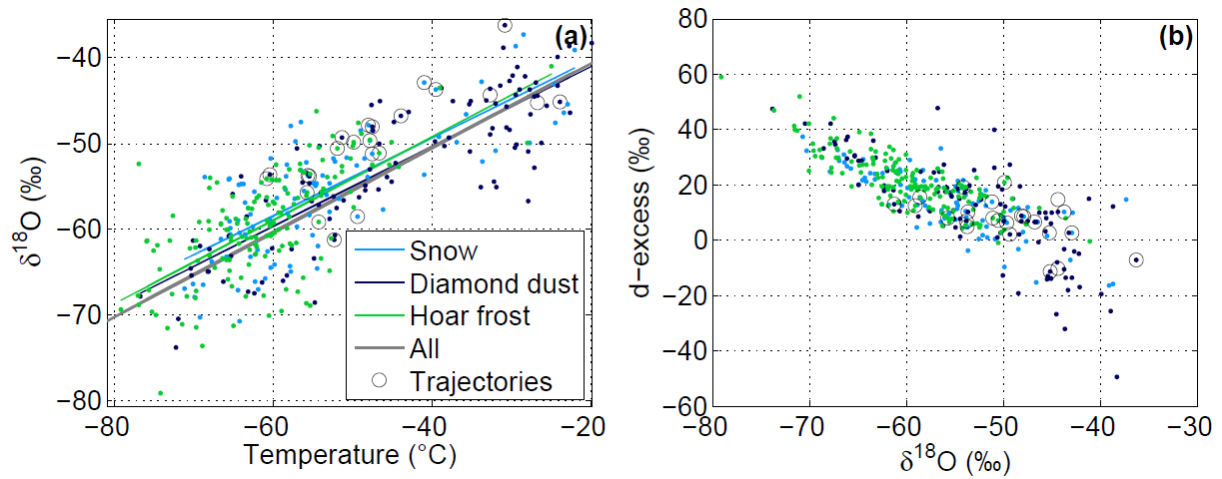 (a)
−40
−50
−60
−70
−80
δ¹⁸O (‰)
Snow
Diamond dust
Hoar frost
All
Trajectories
−80 −60 −40 −20
Temperature (°C)
(b)
80
60
40
20
0
−20
−40
−60
d−excess (‰)
−80 −70 −60 −50 −40 −30
δ¹⁸O (‰)